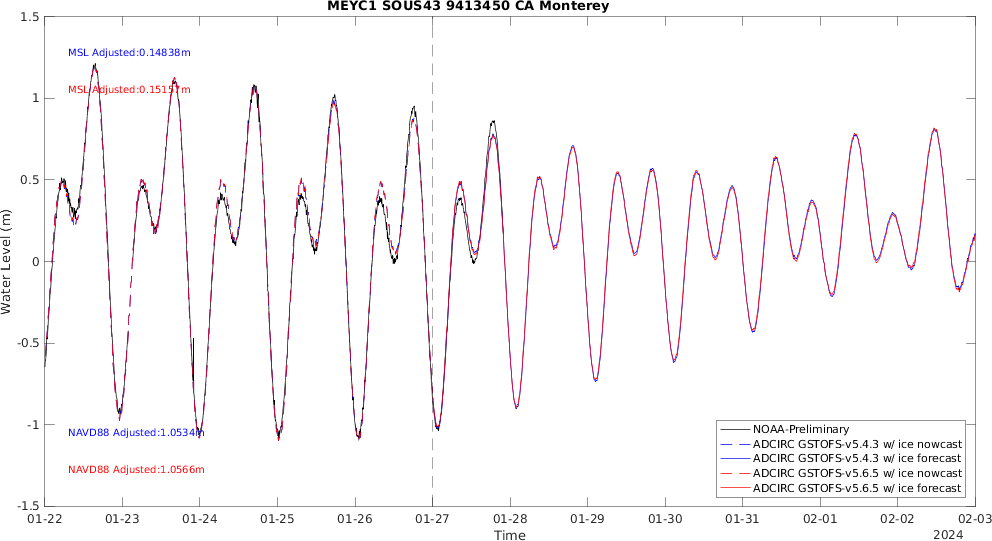 MEYC1 SOUS43 9413450 CA Monterey
1.5
1
0.5
0
-0.5
-1
-1.5
Water Level (m)
MSL Adjusted:0.14838m
MSL Adjusted:0.15157m
NAVD88 Adjusted:1.0534m
NAVD88 Adjusted:1.0566m
NOAA-Preliminary
ADCIRC GSTOFS-v5.4.3 w/ ice nowcast
ADCIRC GSTOFS-v5.4.3 w/ ice forecast
ADCIRC GSTOFS-v5.6.5 w/ ice nowcast
ADCIRC GSTOFS-v5.6.5 w/ ice forecast
01-22 01-23 01-24 01-25 01-26 01-27 01-28 01-29 01-30 01-31 02-01 02-02 02-03
Time
2024